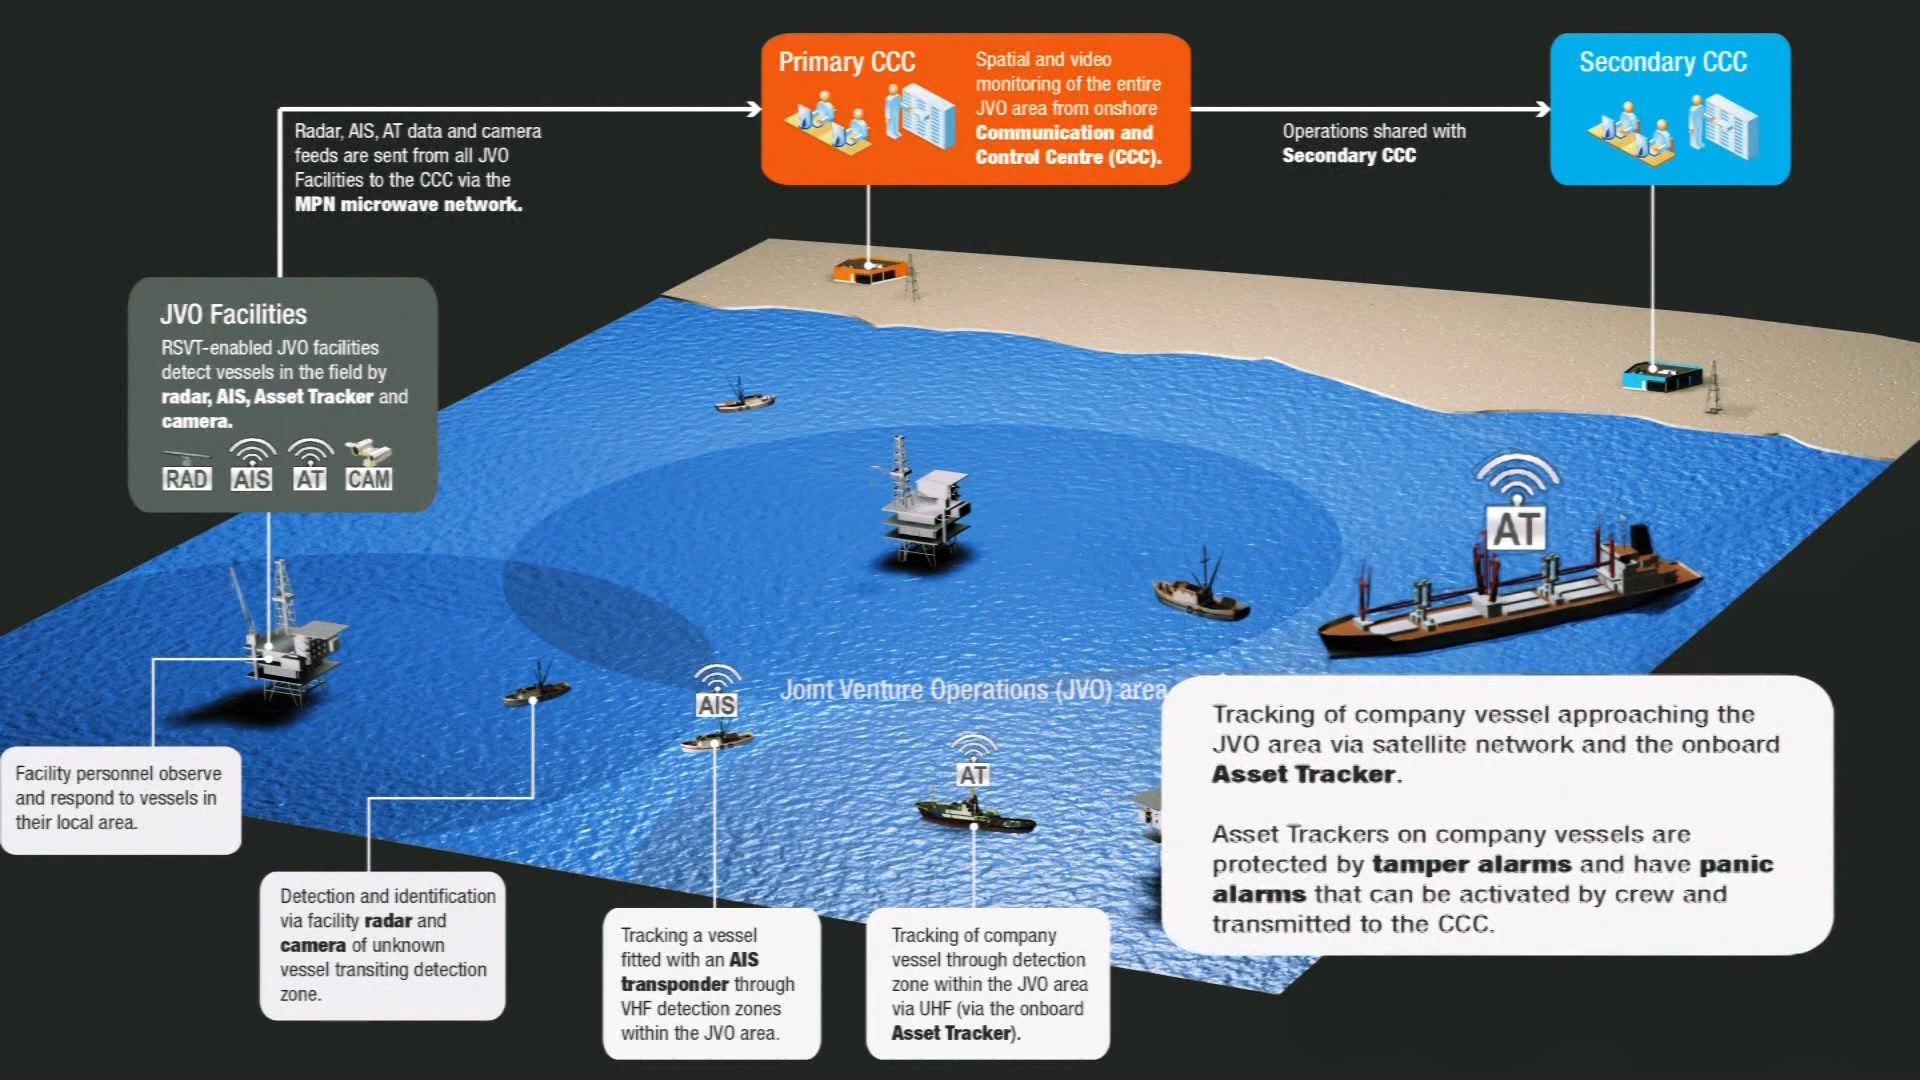 Primary CCC
Spatial and video
monitoring of the entire
JVO area from onshore
Communication and
Control Centre (CCC).
Secondary CCC
Radar, AIS, AT data and camera
feeds are sent from all JVO
Facilities to the CCC via the
MPN microwave network.
Operations shared with
Secondary CCC
JVO Facilities
RSVT-enabled JVO facilities
detect vessels in the field by
radar, AIS, Asset Tracker and
camera.
RAD AIS AT CAM
AT
AIS
Joint Venture Operations (JVO) area
AT
Facility personnel observe
and respond to vessels in
their local area.
Detection and identification
via facility radar and
camera of unknown
vessel transiting detection
zone.
Tracking a vessel
fitted with an AIS
transponder through
VHF detection zones
within the JVO area.
Tracking of company
vessel through detection
zone within the JVO area
via UHF (via the onboard
Asset Tracker).
Tracking of company vessel approaching the
JVO area via satellite network and the onboard
Asset Tracker.
Asset Trackers on company vessels are
protected by tamper alarms and have panic
alarms that can be activated by crew and
transmitted to the CCC.